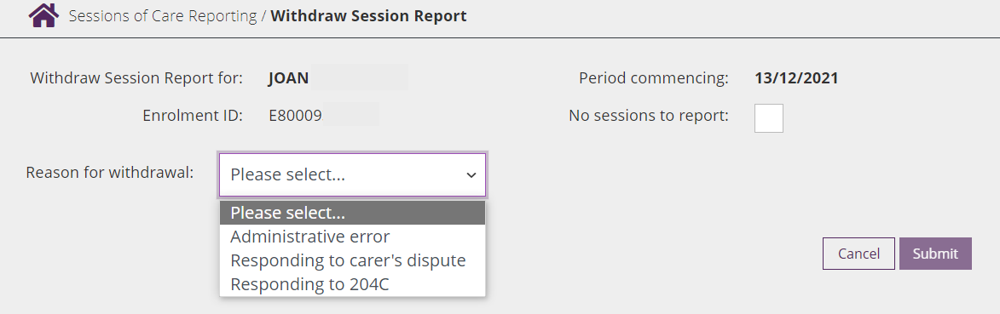 Sessions of Care Reporting / Withdraw Session Report
Withdraw Session Report for: JOAN
Period commencing: 13/12/2021
Enrolment ID: E80009
No sessions to report:
Reason for withdrawal: Please select...
Please select...
Administrative error
Responding to carer's dispute
Responding to 204C
Cancel Submit